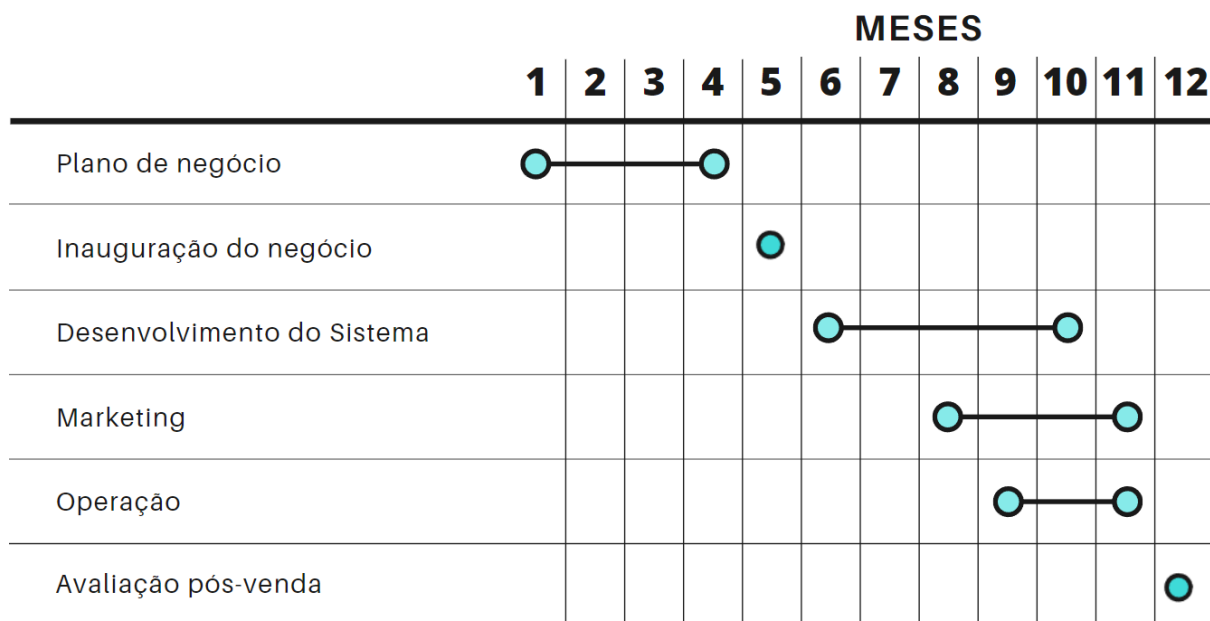 MESES
1 2 3 4 5 6 7 8 9 10 11 12
Plano de negócio
Inauguração do negócio
Desenvolvimento do Sistema
Marketing
Operação
Avaliação pós-venda